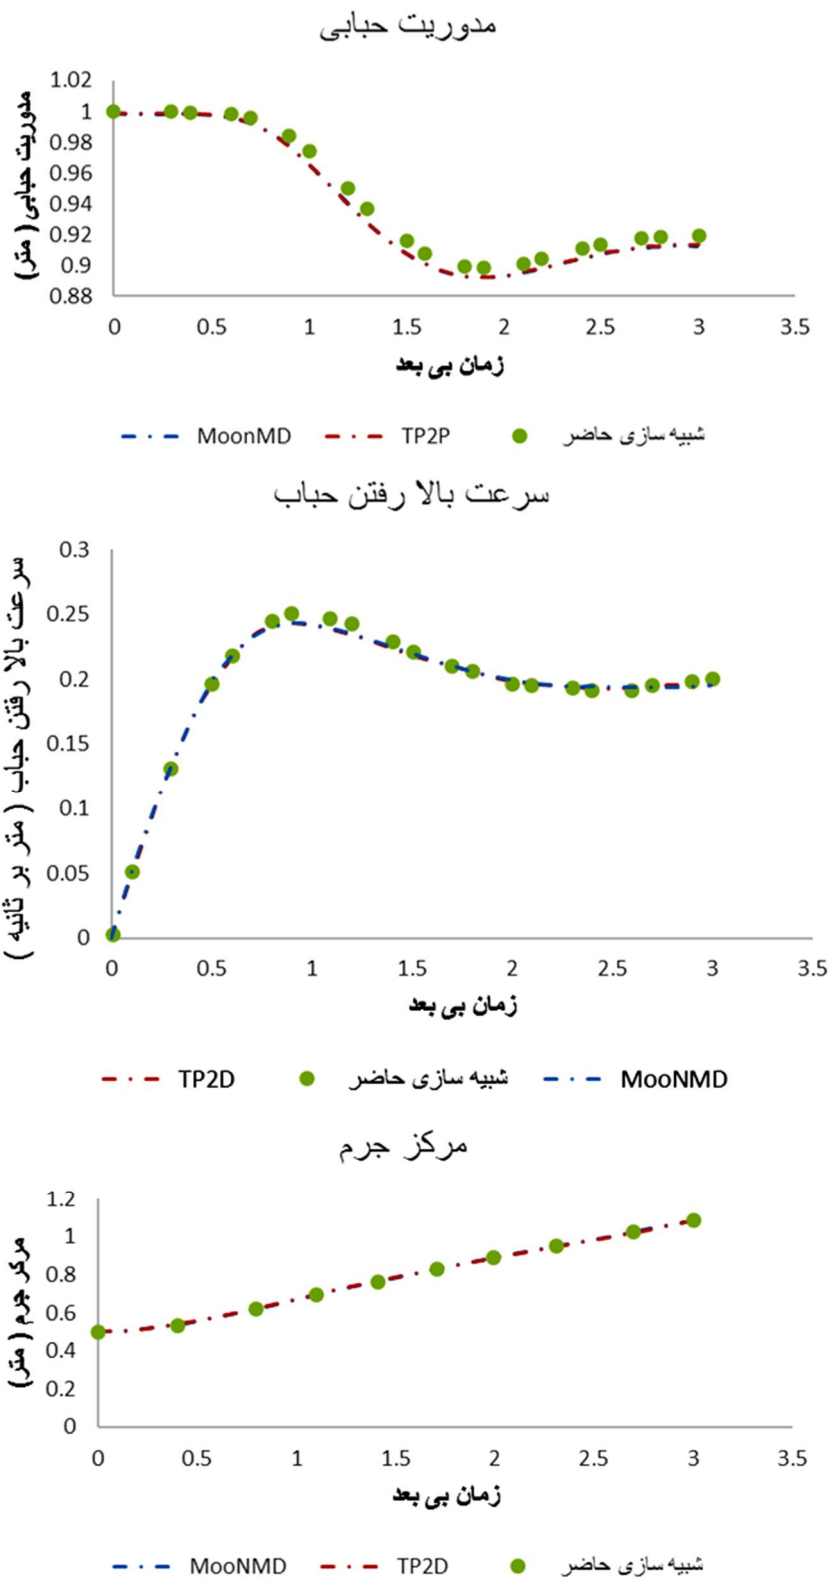 مدوریت حبابی
1.02
1
0.98
0.96
0.94
0.92
0.9
0.88
مدوریت حبابی ( متر)
0 0.5 1 1.5 2 2.5 3 3.5
زمان بی بعد
MoonMD TP2P شبیه سازی حاضر
سرعت بالا رفتن حباب
0.3
0.25
0.2
0.15
0.1
0.05
0
سرعت بالا رفتن حباب ( متر بر ثانیه )
0 0.5 1 1.5 2 2.5 3 3.5
زمان بی بعد
TP2D شبیه سازی حاضر MooNMD
مرکز جرم
1.2
1
0.8
0.6
0.4
0.2
0
مرکز جرم ( متر)
0 0.5 1 1.5 2 2.5 3 3.5
زمان بی بعد
MooNMD TP2D شبیه سازی حاضر